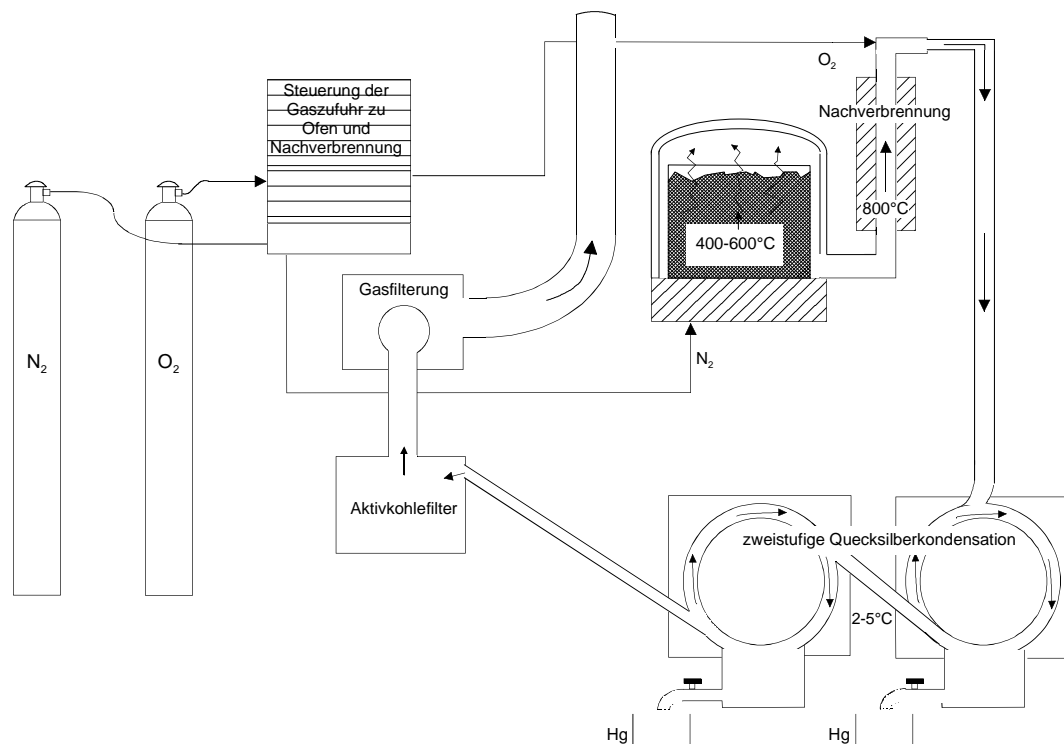 Steuerung der
Gaszufuhr zu
Ofen und
Nachverbrennung
O₂
Nachverbrennung
800°C
400-600°C
Gasfilterung
N₂
O₂
N₂
Aktivkohlefilter
zweistufige Quecksilberkondensation
2-5°C
Hg
Hg